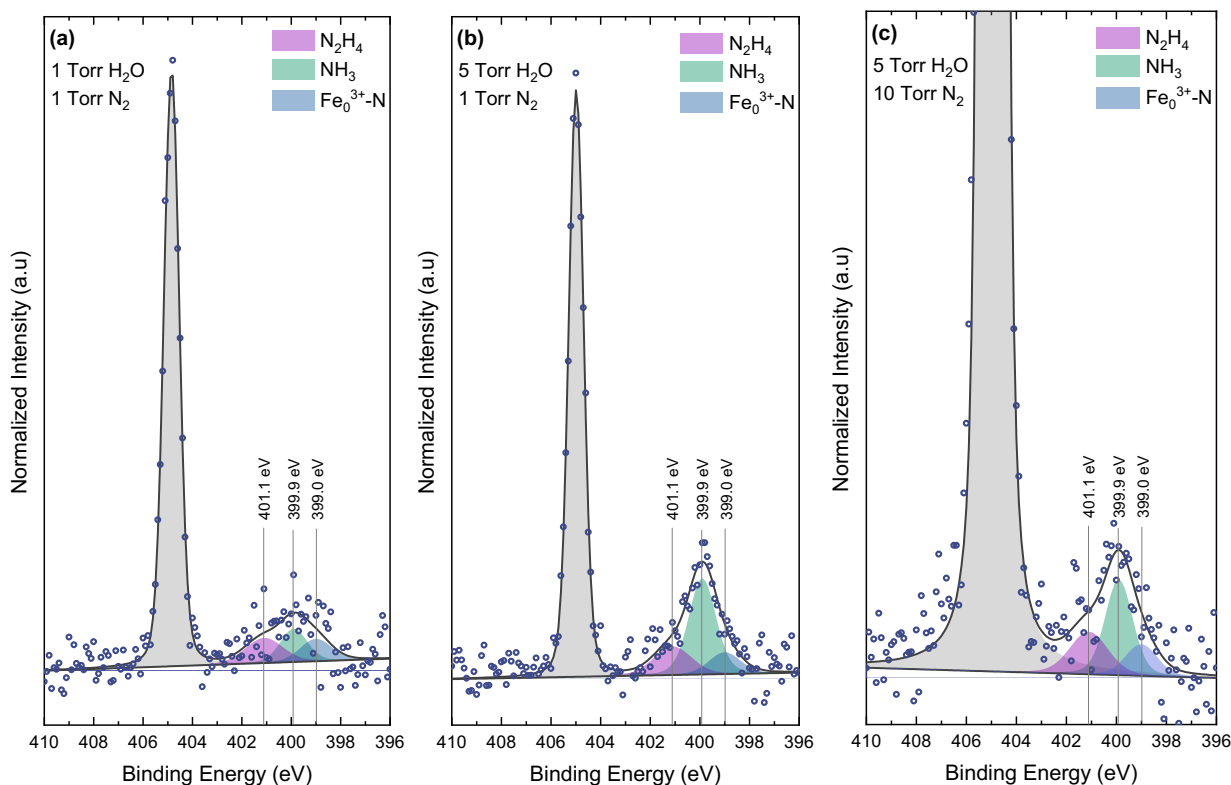 (a)
N₂H₄
NH₃
Fe₀³⁺-N
1 Torr H₂O
1 Torr N₂
401.1 eV
399.9 eV
399.0 eV
Normalized Intensity (a.u)
410 408 406 404 402 400 398 396
Binding Energy (eV)
(b)
N₂H₄
NH₃
Fe₀³⁺-N
5 Torr H₂O
1 Torr N₂
401.1 eV
399.9 eV
399.0 eV
Normalized Intensity (a.u)
410 408 406 404 402 400 398 396
Binding Energy (eV)
(c)
N₂H₄
NH₃
Fe₀³⁺-N
5 Torr H₂O
10 Torr N₂
401.1 eV
399.9 eV
399.0 eV
Normalized Intensity (a.u)
410 408 406 404 402 400 398 396
Binding Energy (eV)